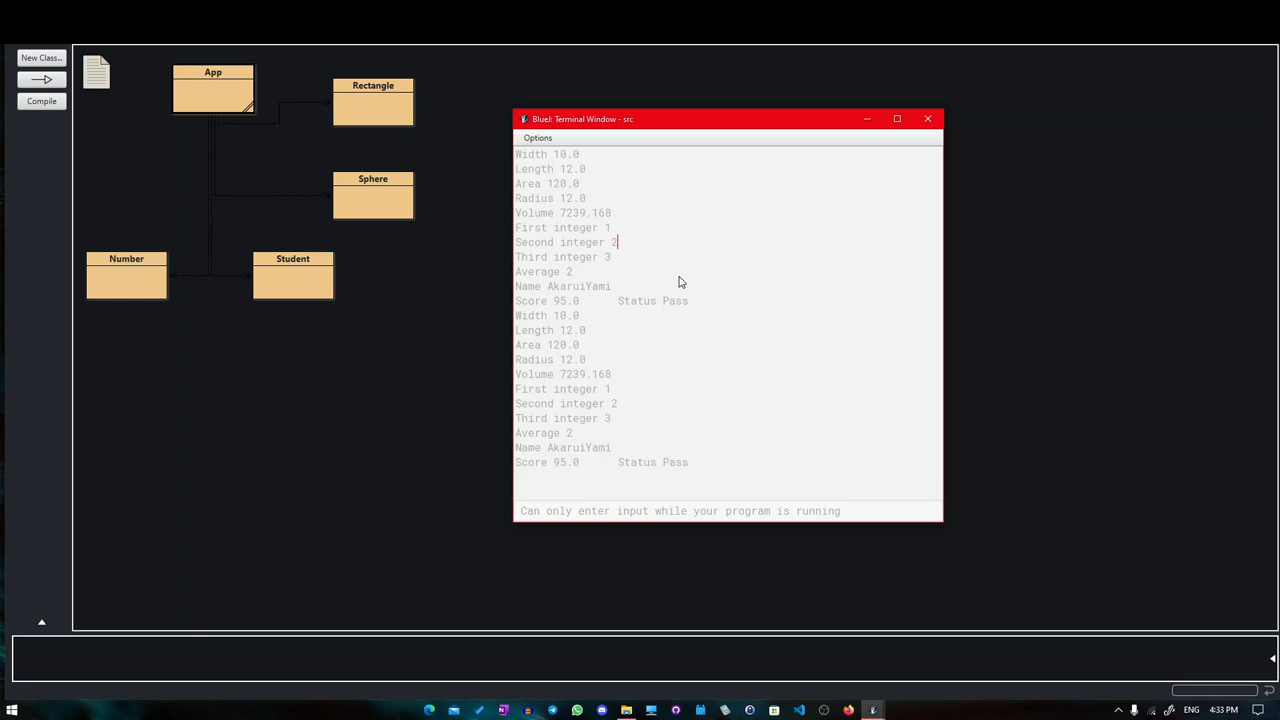 New Class...
Compile
App
Rectangle
Sphere
Number
Student
BlueJ: Terminal Window - src
Options
Width 10.0
Length 12.0
Area 120.0
Radius 12.0
Volume 7239.168
First integer 1
Second integer 2
Third integer 3
Average 2
Name AkaruiYami
Score 95.0 Status Pass
Width 10.0
Length 12.0
Area 120.0
Radius 12.0
Volume 7239.168
First integer 1
Second integer 2
Third integer 3
Average 2
Name AkaruiYami
Score 95.0 Status Pass
Can only enter input while your program is running
ENG 4:33 PM